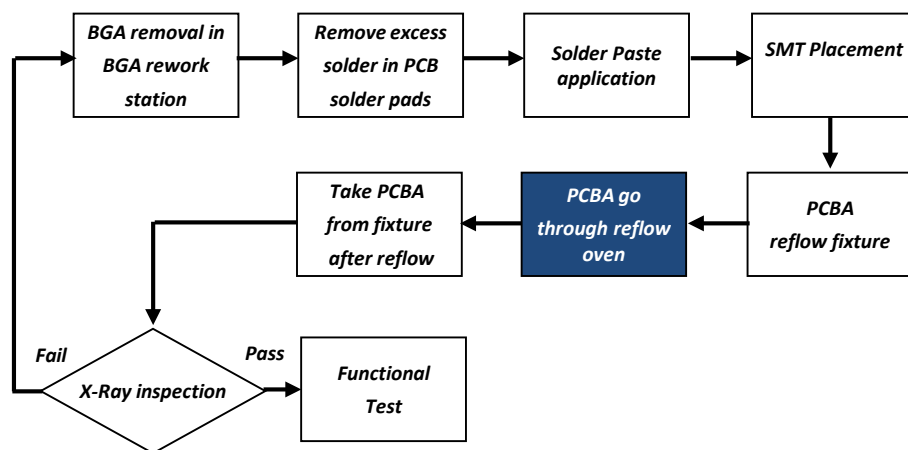 BGA removal in
BGA rework
station
Remove excess
solder in PCB
solder pads
Solder Paste
application
SMT Placement
PCBA
reflow fixture
PCBA go
through reflow
oven
Take PCBA
from fixture
after reflow
Fail
X-Ray inspection
Pass
Functional
Test